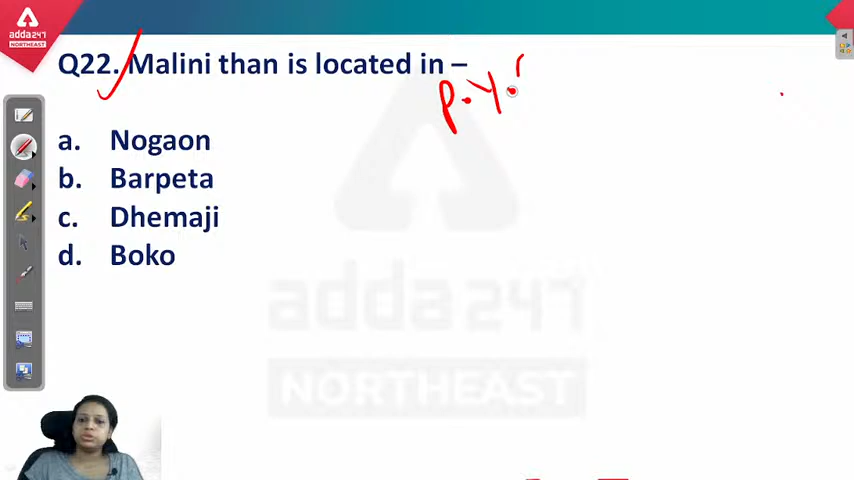 adda247
NORTHEAST
Q22. Malini than is located in –
P.Y.
a. Nogaon
b. Barpeta
c. Dhemaji
d. Boko
adda247
NORTHEAST